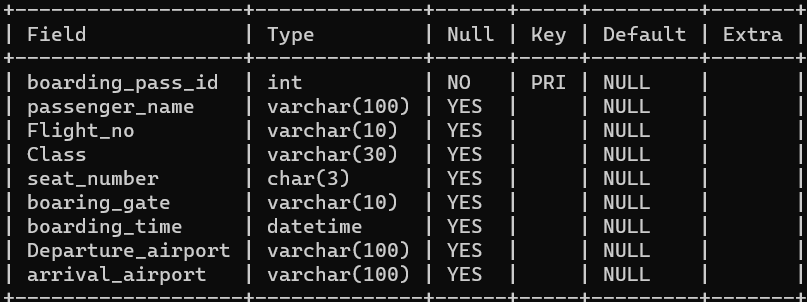 +-------------------+--------------+------+-----+---------+-------+
| Field             | Type         | Null | Key | Default | Extra |
+-------------------+--------------+------+-----+---------+-------+
| boarding_pass_id  | int          | NO   | PRI | NULL    |       |
| passenger_name    | varchar(100) | YES  |     | NULL    |       |
| Flight_no         | varchar(10)  | YES  |     | NULL    |       |
| Class             | varchar(30)  | YES  |     | NULL    |       |
| seat_number       | char(3)      | YES  |     | NULL    |       |
| boaring_gate      | varchar(10)  | YES  |     | NULL    |       |
| boarding_time     | datetime     | YES  |     | NULL    |       |
| Departure_airport | varchar(100) | YES  |     | NULL    |       |
| arrival_airport   | varchar(100) | YES  |     | NULL    |       |
+-------------------+--------------+------+-----+---------+-------+